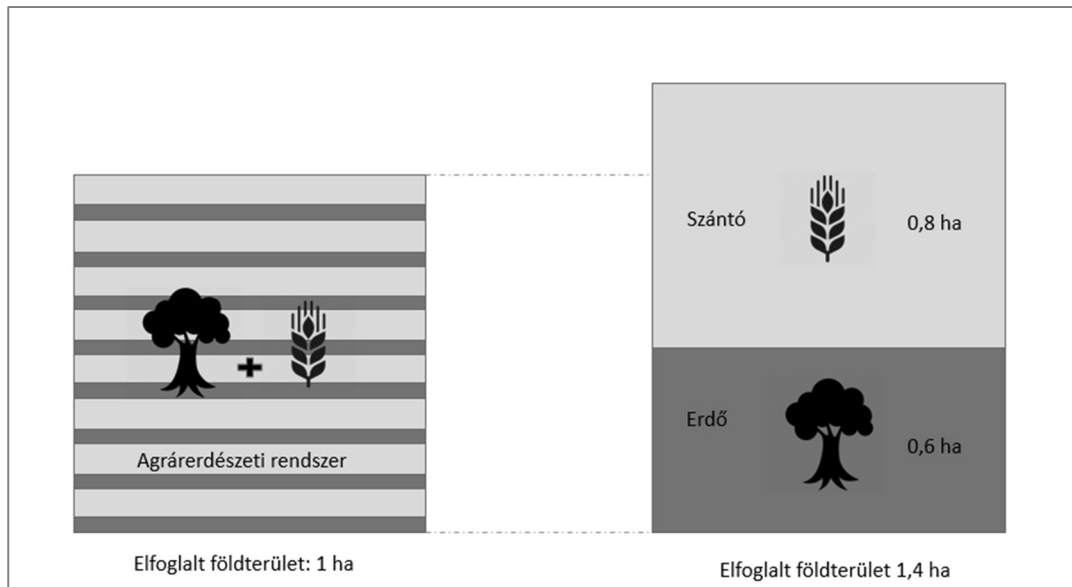 Agrárerdészeti rendszer
Elfoglalt földterület: 1 ha
Szántó
0,8 ha
Erdő
0,6 ha
Elfoglalt földterület 1,4 ha